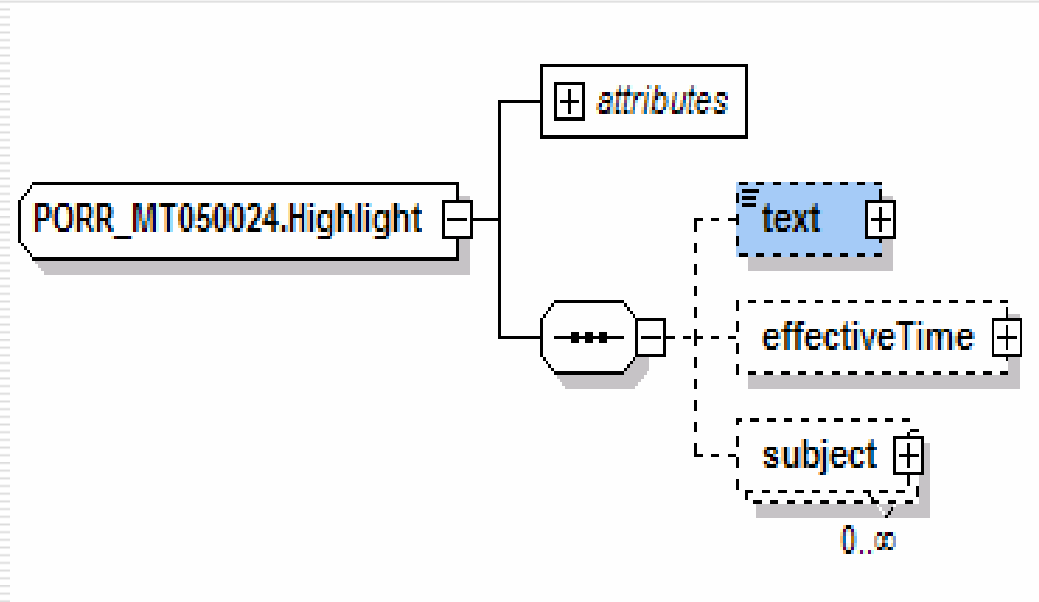 attributes
PORR_MT050024.Highlight
text
effectiveTime
subject
0..∞